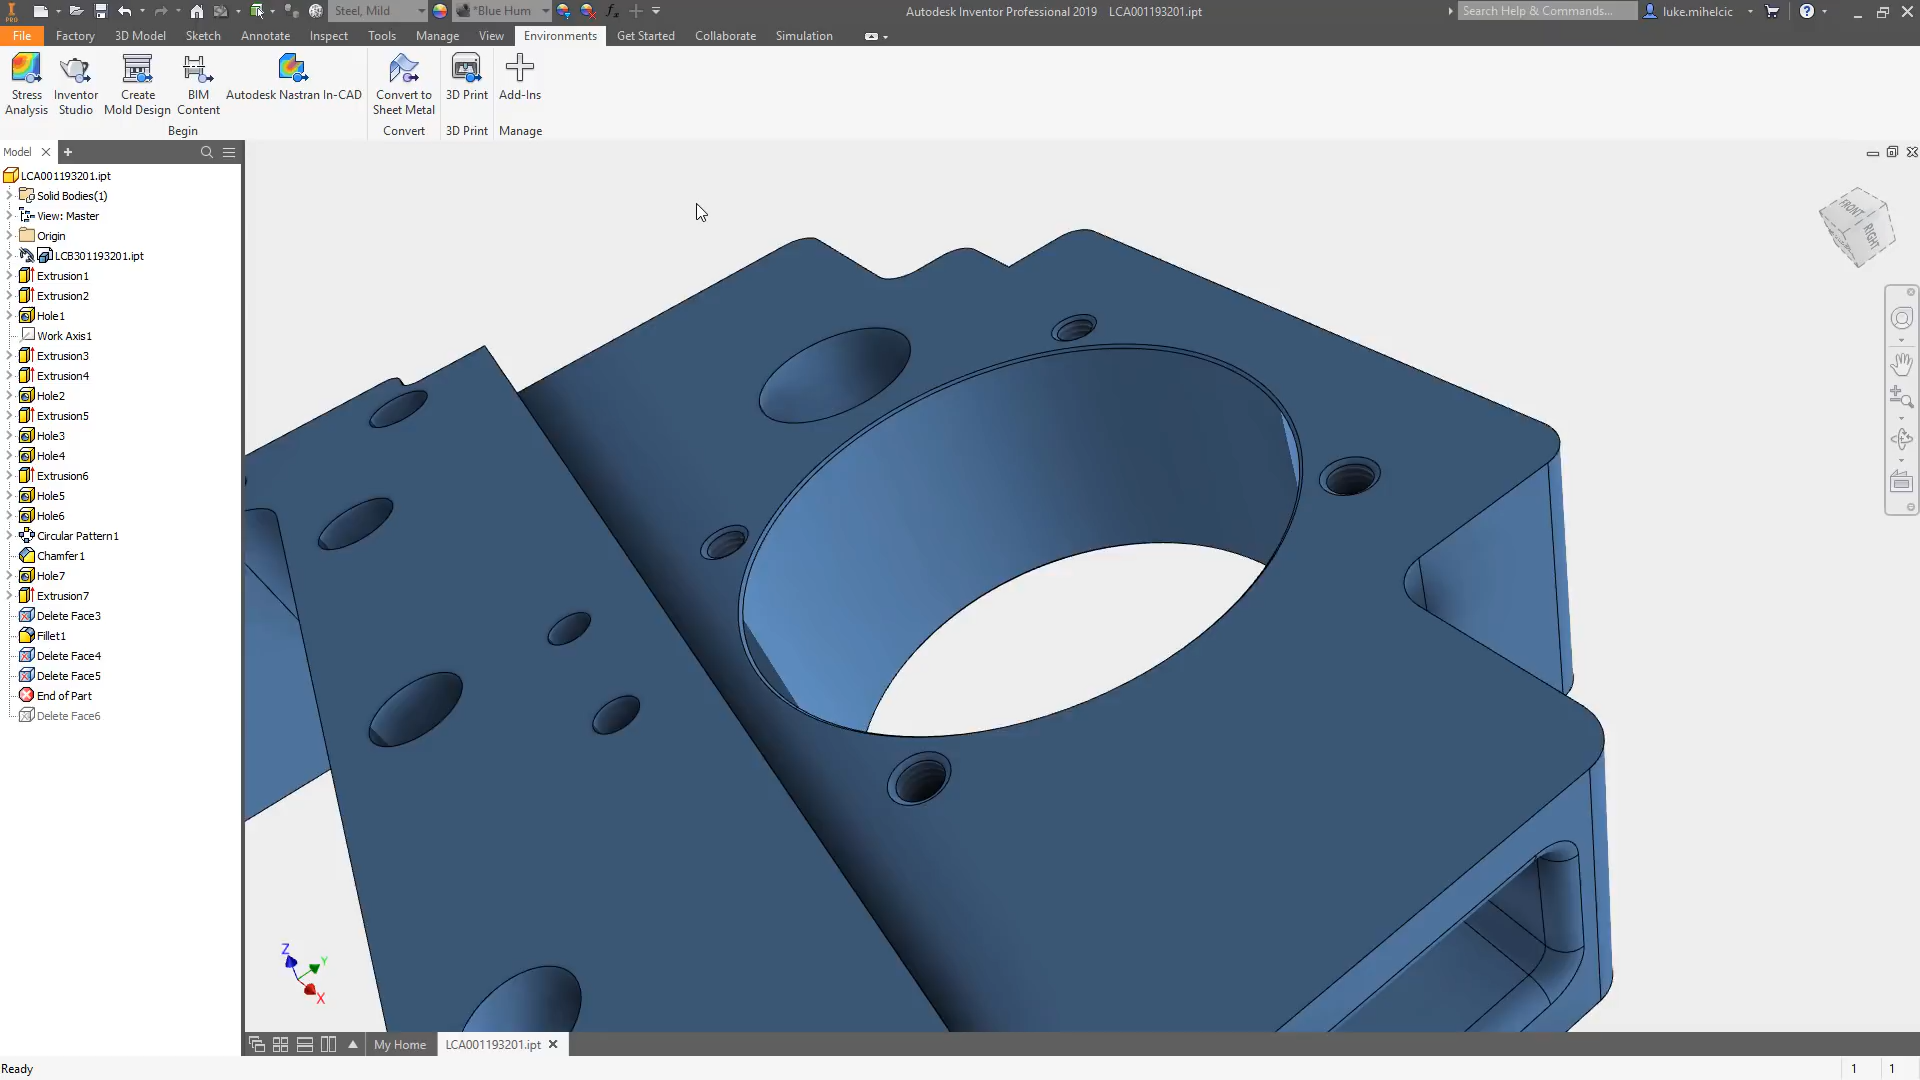 PRO
Steel, Mild
*Blue Hum
fx
Autodesk Inventor Professional 2019 LCA001193201.ipt
Search Help & Commands...
luke.mihelcic
File
Factory
3D Model
Sketch
Annotate
Inspect
Tools
Manage
View
Environments
Get Started
Collaborate
Simulation
Stress Analysis
Inventor Studio
Create Mold Design
BIM Content
Autodesk Nastran In-CAD
Convert to Sheet Metal
3D Print
Add-Ins
Begin
Convert
3D Print
Manage
Model
LCA001193201.ipt
Solid Bodies(1)
View: Master
Origin
LCB301193201.ipt
Extrusion1
Extrusion2
Hole1
Work Axis1
Extrusion3
Extrusion4
Hole2
Extrusion5
Hole3
Hole4
Extrusion6
Hole5
Hole6
Circular Pattern1
Chamfer1
Hole7
Extrusion7
Delete Face3
Fillet1
Delete Face4
Delete Face5
End of Part
Delete Face6
FRONT
RIGHT
Z
Y
X
My Home
LCA001193201.ipt
Ready
1
1